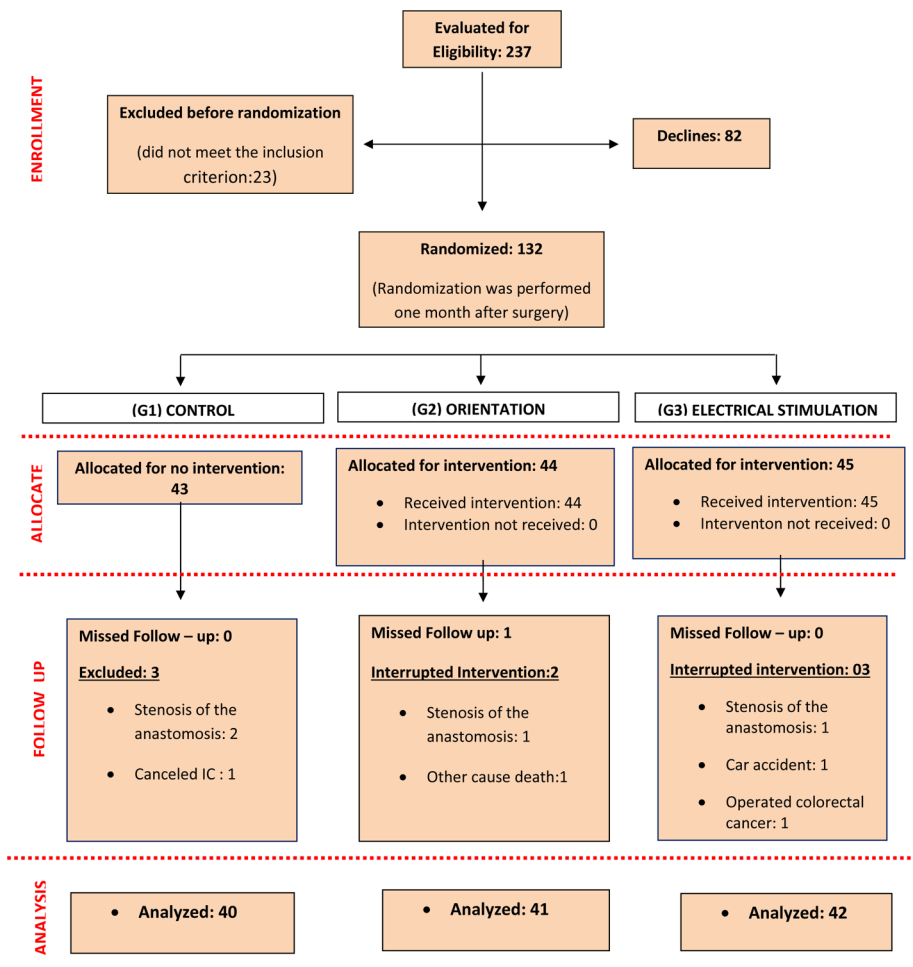 ENROLLMENT
Evaluated for
Eligibility: 237
Excluded before randomization
(did not meet the inclusion
criterion:23)
Declines: 82
Randomized: 132
(Randomization was performed
one month after surgery)
(G1) CONTROL
(G2) ORIENTATION
(G3) ELECTRICAL STIMULATION
ALLOCATE
Allocated for no intervention:
43
Allocated for intervention: 44
• Received intervention: 44
• Intervention not received: 0
Allocated for intervention: 45
• Received intervention: 45
• Interventon not received: 0
FOLLOW UP
Missed Follow – up: 0
Excluded: 3
• Stenosis of the
anastomosis: 2
• Canceled IC : 1
Missed Follow up: 1
Interrupted Intervention:2
• Stenosis of the
anastomosis: 1
• Other cause death:1
Missed Follow – up: 0
Interrupted intervention: 03
• Stenosis of the
anastomosis: 1
• Car accident: 1
• Operated colorectal
cancer: 1
ANALYSIS
• Analyzed: 40
• Analyzed: 41
• Analyzed: 42